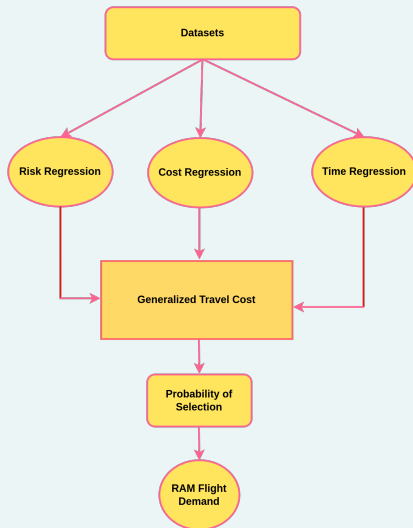 Datasets
Risk Regression
Cost Regression
Time Regression
Generalized Travel Cost
Probability of
Selection
RAM Flight
Demand